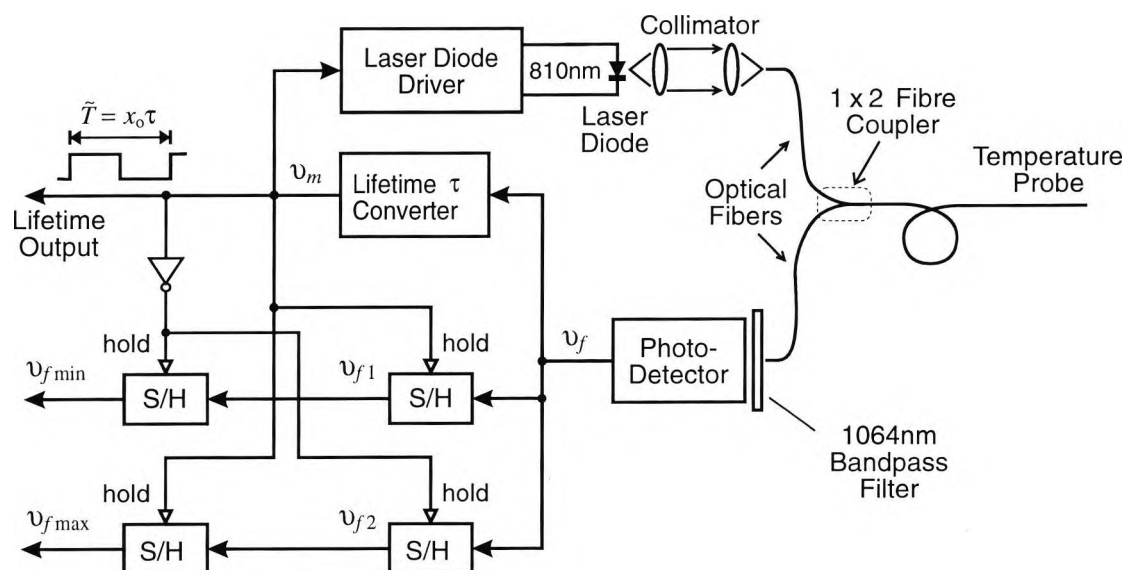 Collimator
Laser Diode
Driver
810nm
Laser
Diode
1 x 2 Fibre
Coupler
Temperature
Probe
T̃ = xₒτ
υm
Lifetime τ
Converter
Optical
Fibers
Lifetime
Output
hold
hold
υf
Photo-
Detector
υf min
S/H
υf1
S/H
1064nm
Bandpass
Filter
hold
hold
υf max
S/H
υf2
S/H